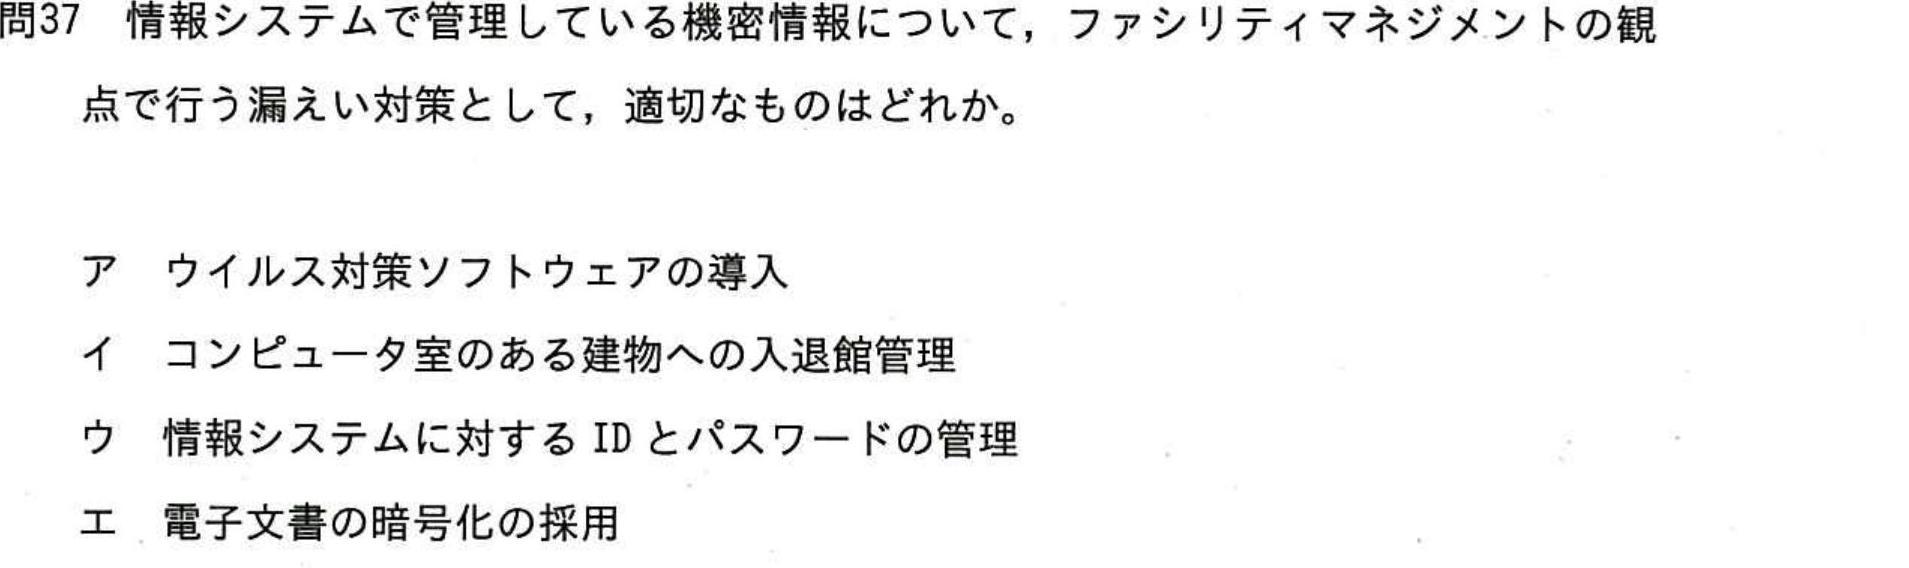 問37　情報システムで管理している機密情報について，ファシリティマネジメントの観
点で行う漏えい対策として，適切なものはどれか。
ア　ウイルス対策ソフトウェアの導入
イ　コンピュータ室のある建物への入退館管理
ウ　情報システムに対する ID とパスワードの管理
エ　電子文書の暗号化の採用